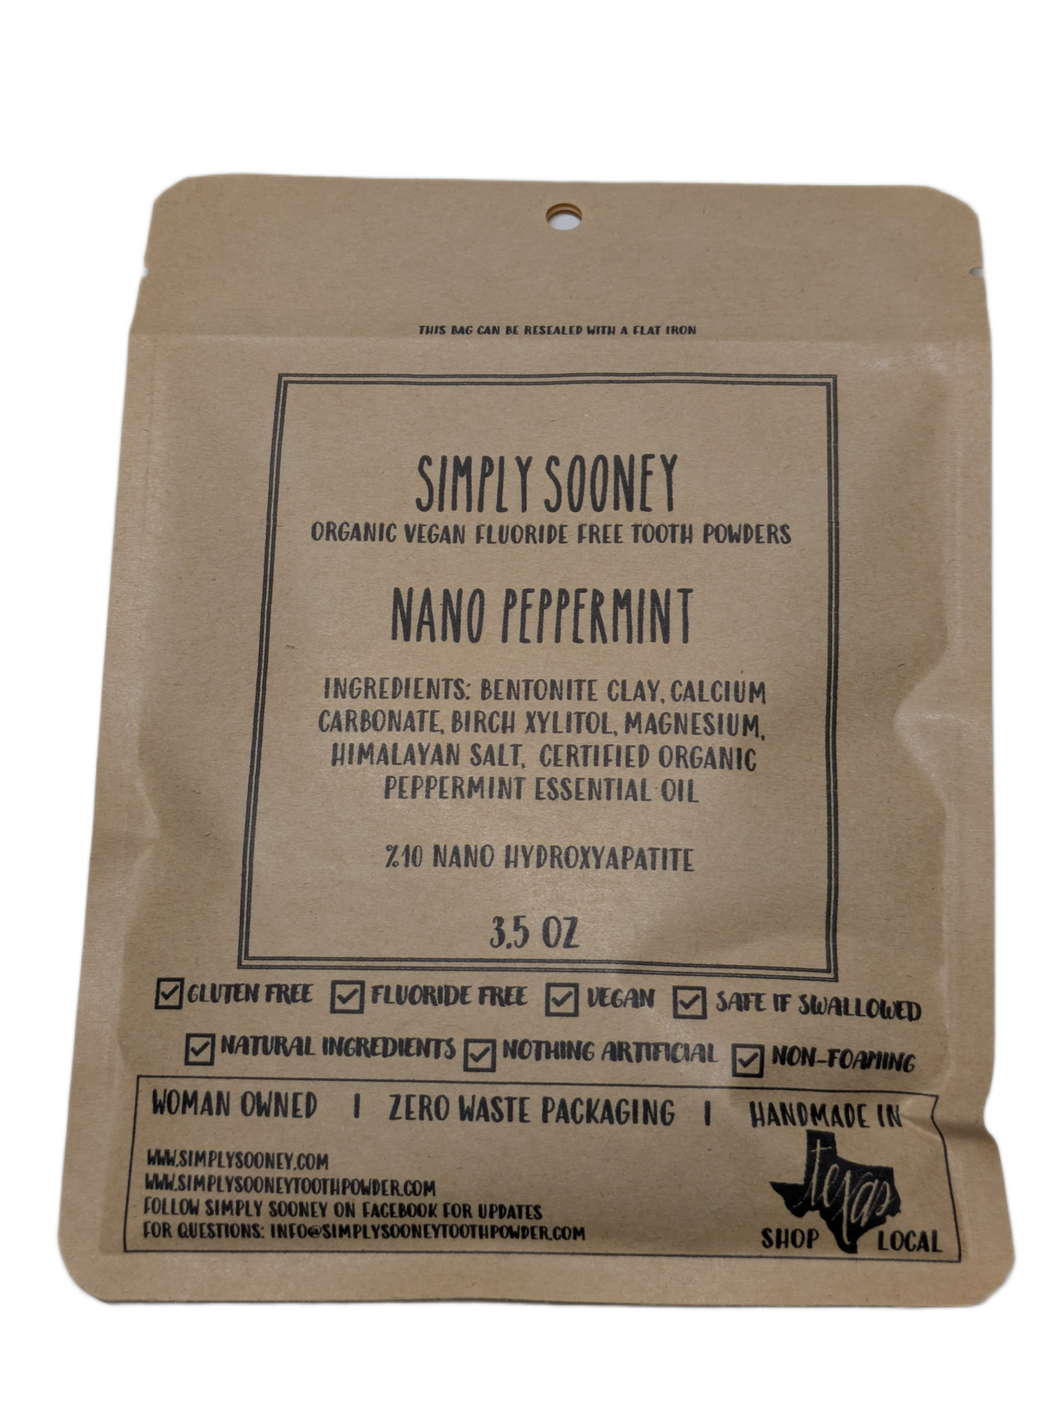 THIS BAG CAN BE RESEALED WITH A FLAT IRON
SIMPLY SOONEY
ORGANIC VEGAN FLUORIDE FREE TOOTH POWDERS
NANO PEPPERMINT
INGREDIENTS: BENTONITE CLAY, CALCIUM
CARBONATE, BIRCH XYLITOL, MAGNESIUM,
HIMALAYAN SALT, CERTIFIED ORGANIC
PEPPERMINT ESSENTIAL OIL
%10 NANO HYDROXYAPATITE
3.5 OZ
GLUTEN FREE FLUORIDE FREE VEGAN SAFE IF SWALLOWED
NATURAL INGREDIENTS NOTHING ARTIFICIAL NON-FOAMING
WOMAN OWNED | ZERO WASTE PACKAGING | HANDMADE IN
texas
WWW.SIMPLYSOONEY.COM
WWW.SIMPLYSOONEYTOOTHPOWDER.COM
FOLLOW SIMPLY SOONEY ON FACEBOOK FOR UPDATES
FOR QUESTIONS: INFO@SIMPLYSOONEYTOOTHPOWDER.COM
SHOP LOCAL